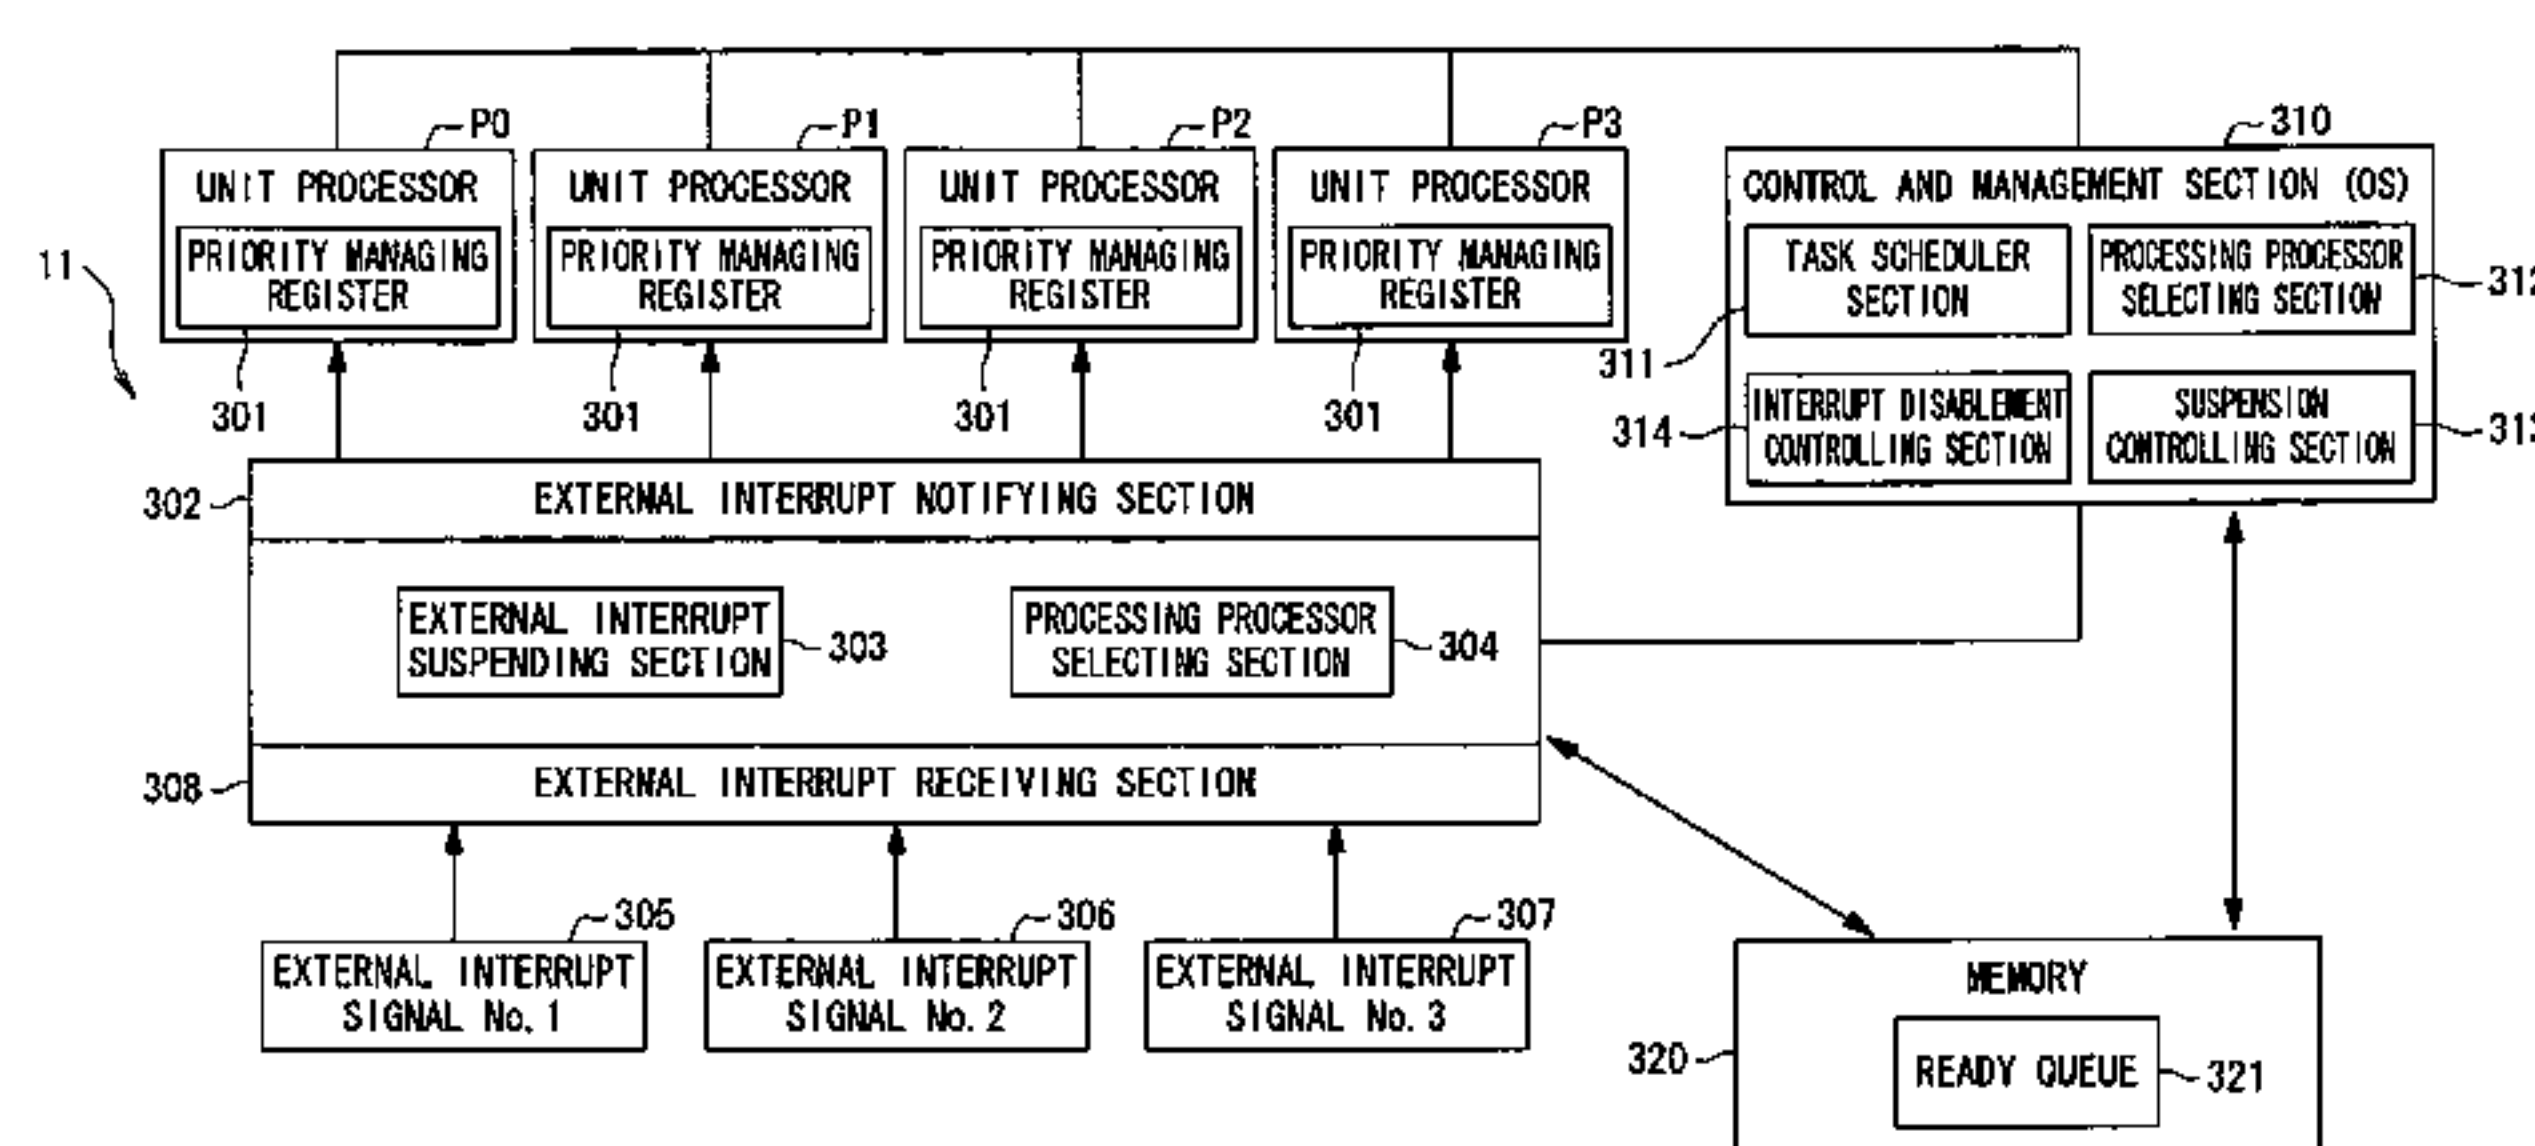 P0
P1
P2
P3
310
UNIT PROCESSOR
UNIT PROCESSOR
UNIT PROCESSOR
UNIT PROCESSOR
CONTROL AND MANAGEMENT SECTION (OS)
PRIORITY MANAGING
REGISTER
PRIORITY MANAGING
REGISTER
PRIORITY MANAGING
REGISTER
PRIORITY MANAGING
REGISTER
TASK SCHEDULER
SECTION
PROCESSING PROCESSOR
SELECTING SECTION
11
312
311
301
301
301
301
314
INTERRUPT DISABLEMENT
CONTROLLING SECTION
SUSPENSION
CONTROLLING SECTION
313
302
EXTERNAL INTERRUPT NOTIFYING SECTION
EXTERNAL INTERRUPT
SUSPENDING SECTION
303
PROCESSING PROCESSOR
SELECTING SECTION
304
308
EXTERNAL INTERRUPT RECEIVING SECTION
305
306
307
EXTERNAL INTERRUPT
SIGNAL No.1
EXTERNAL INTERRUPT
SIGNAL No.2
EXTERNAL INTERRUPT
SIGNAL No.3
MEMORY
320
READY QUEUE
321